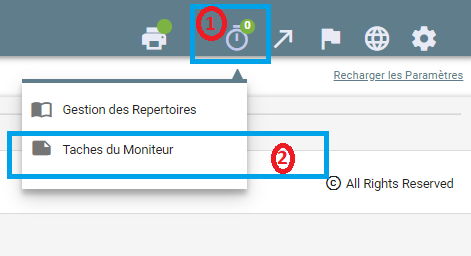 1
0
Recharger les Paramètres
Gestion des Repertoires
Taches du Moniteur
2
© All Rights Reserved